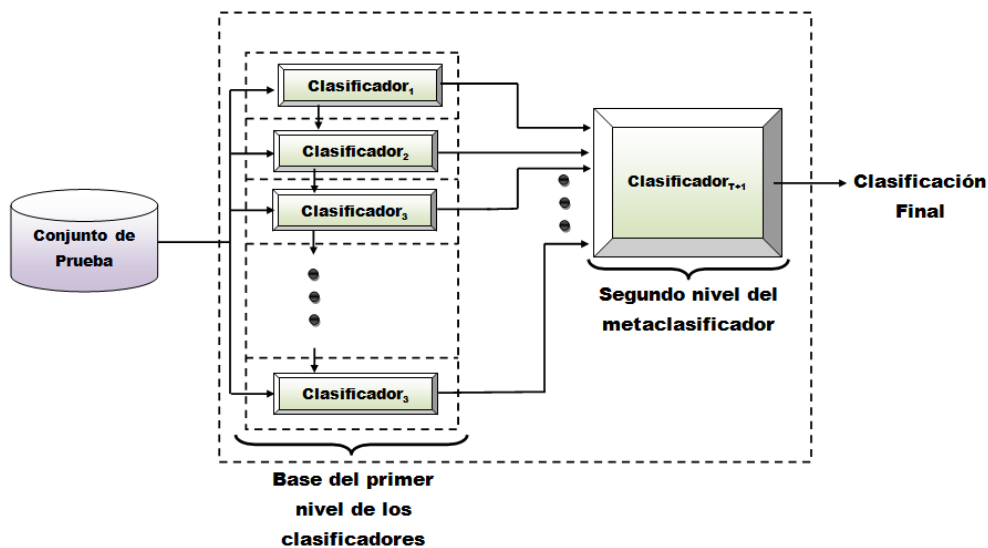 Clasificador₁
Clasificador₂
Clasificador₃
Clasificador₃
Conjunto de
Prueba
Clasificador_T+1
Clasificación
Final
Segundo nivel del
metaclasificador
Base del primer
nivel de los
clasificadores